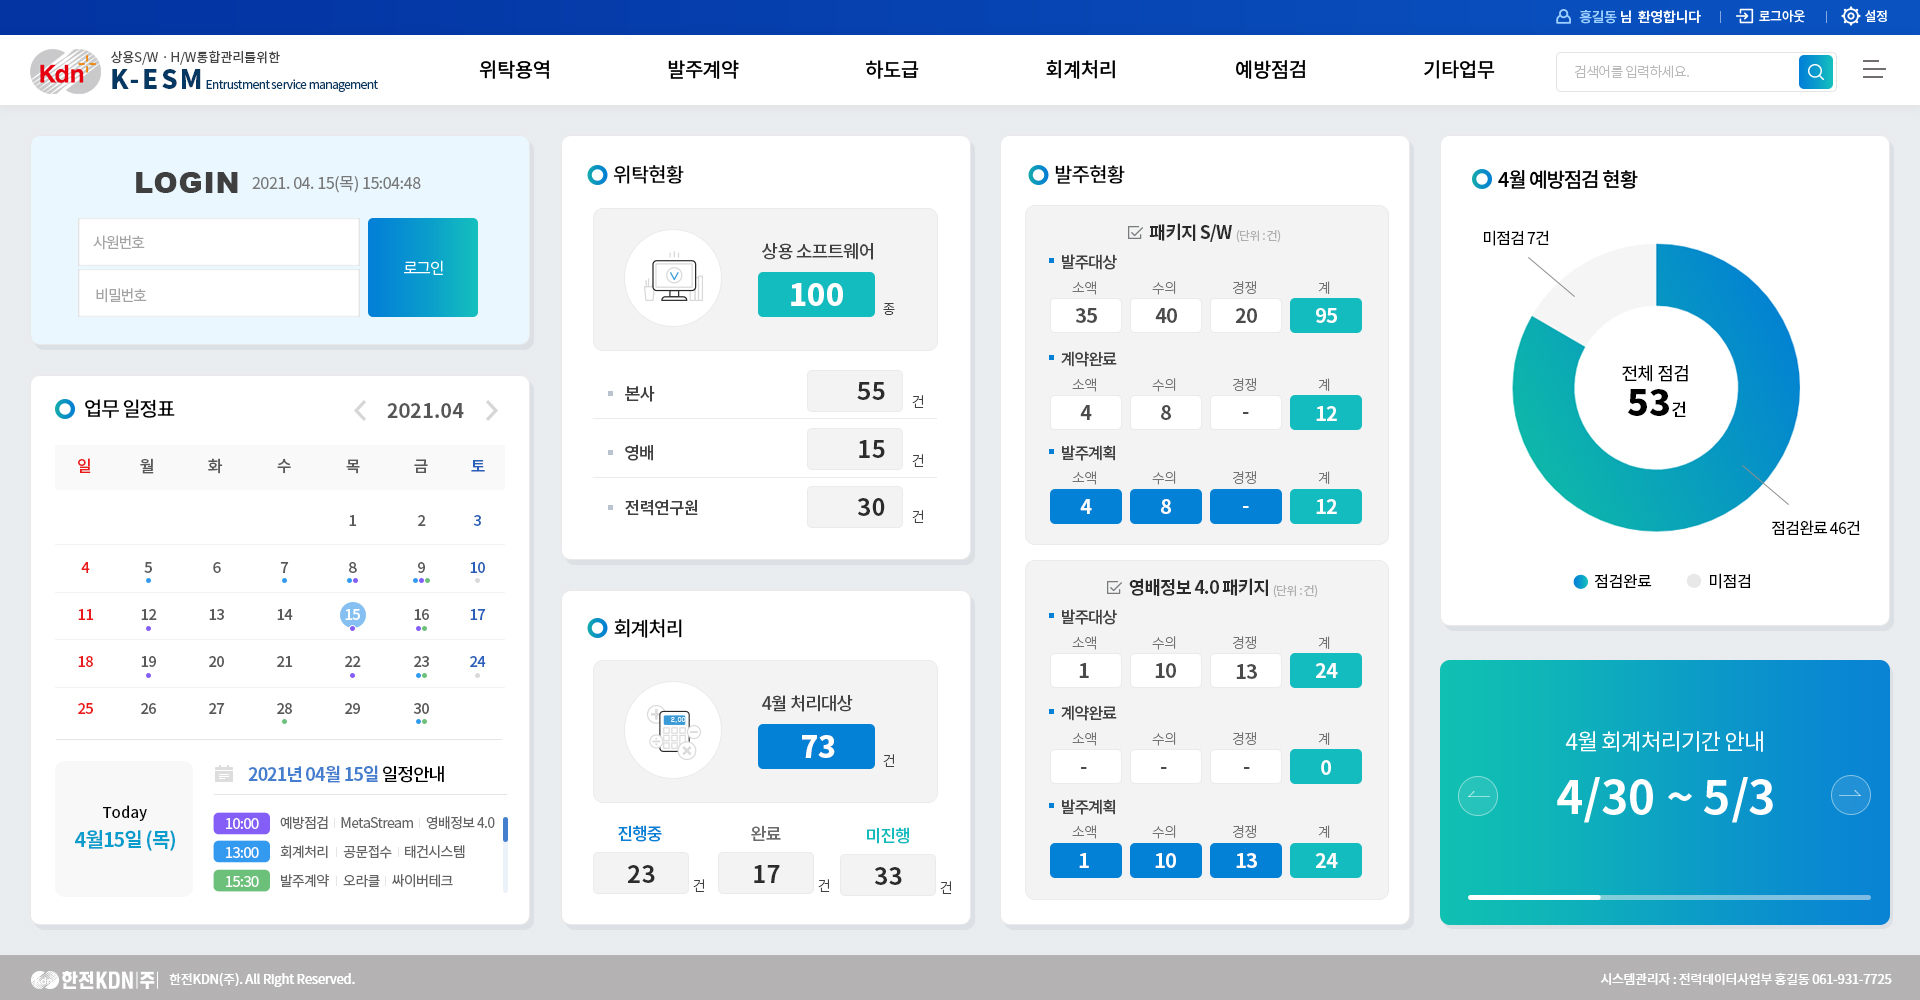 홍길동 님 환영합니다
로그아웃
설정
Kdn
상용S/W · H/W통합관리를위한
K-ESM Entrustment service management
위탁용역
발주계약
하도급
회계처리
예방점검
기타업무
검색어를 입력하세요.
LOGIN 2021. 04. 15(목) 15:04:48
사원번호
비밀번호
로그인
업무 일정표
2021.04
일 월 화 수 목 금 토
1 2 3
4 5 6 7 8 9 10
11 12 13 14 15 16 17
18 19 20 21 22 23 24
25 26 27 28 29 30
Today
4월15일 (목)
2021년 04월 15일 일정안내
10:00 예방점검 MetaStream 영배정보 4.0
13:00 회계처리 공문접수 태건시스템
15:30 발주계약 오라클 싸이버테크
위탁현황
상용 소프트웨어
100 종
본사 55 건
영배 15 건
전력연구원 30 건
회계처리
2,00
4월 처리대상
73 건
진행중 완료 미진행
23 건 17 건 33 건
발주현황
패키지 S/W (단위 : 건)
발주대상
소액 수의 경쟁 계
35 40 20 95
계약완료
소액 수의 경쟁 계
4 8 - 12
발주계획
소액 수의 경쟁 계
4 8 - 12
영배정보 4.0 패키지 (단위 : 건)
발주대상
소액 수의 경쟁 계
1 10 13 24
계약완료
소액 수의 경쟁 계
- - - 0
발주계획
소액 수의 경쟁 계
1 10 13 24
4월 예방점검 현황
미점검 7건
전체 점검
53건
점검완료 46건
점검완료 미점검
4월 회계처리기간 안내
4/30 ~ 5/3
한전KDN 주 한전KDN(주). All Right Reserved.
시스템관리자 : 전력데이터사업부 홍길동 061-931-7725